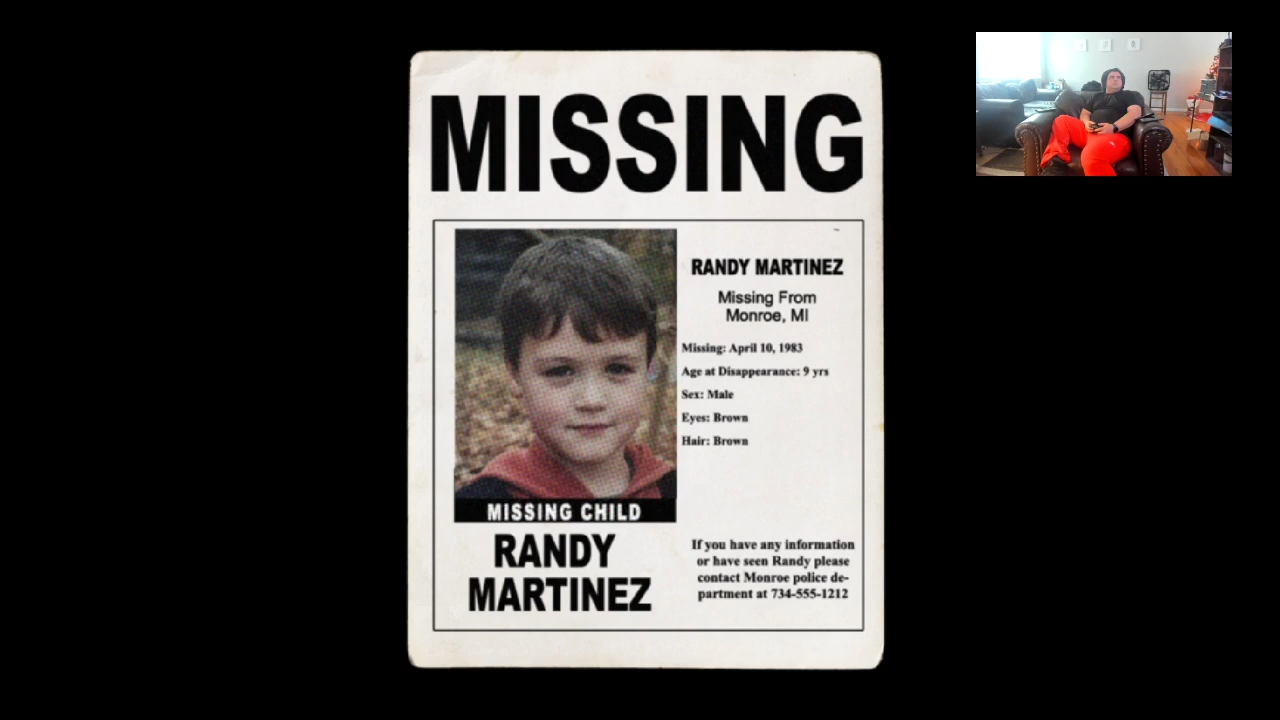 MISSING
RANDY MARTINEZ
Missing From
Monroe, MI
Missing: April 10, 1983
Age at Disappearance: 9 yrs
Sex: Male
Eyes: Brown
Hair: Brown
MISSING CHILD
RANDY
MARTINEZ
If you have any information
or have seen Randy please
contact Monroe police de-
partment at 734-555-1212